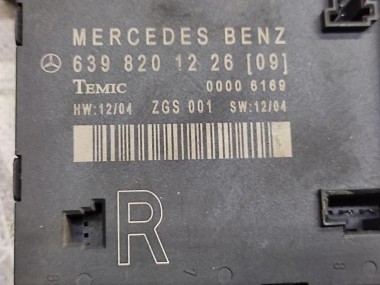 MERCEDES BENZ
639 820 12 26 [09]
TEMIC 0000 6169
HW:12/04 ZGS 001 SW:12/04
R